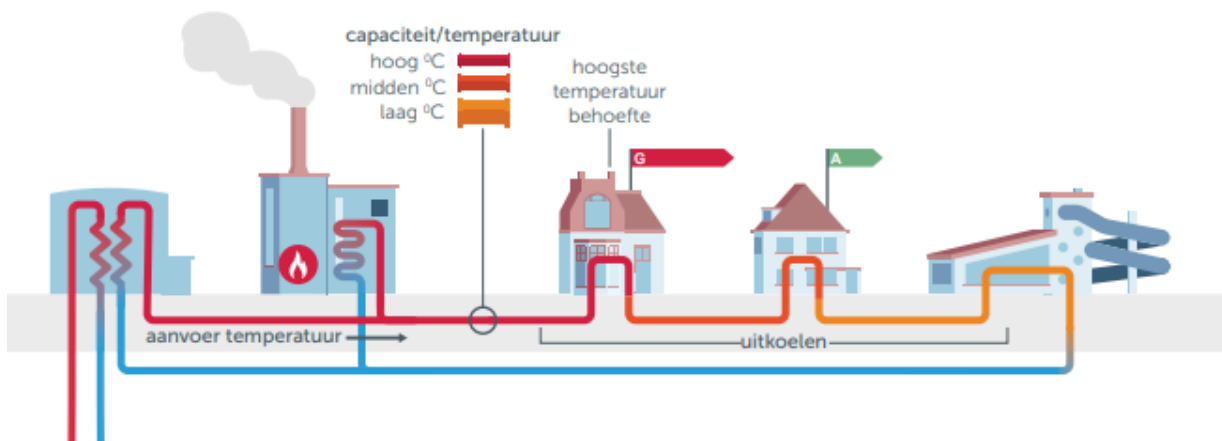 capaciteit/temperatuur
hoog ⁰C
midden ⁰C
laag ⁰C
hoogste
temperatuur
behoefte
G
A
aanvoer temperatuur
uitkoelen